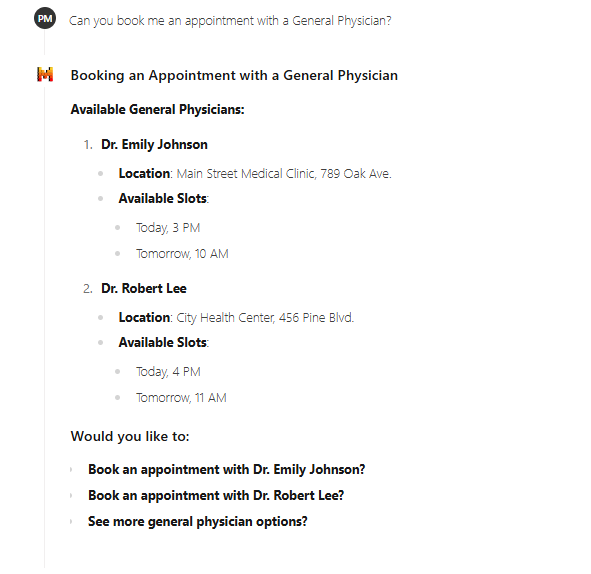 PM Can you book me an appointment with a General Physician?
Booking an Appointment with a General Physician
Available General Physicians:
1. Dr. Emily Johnson
Location: Main Street Medical Clinic, 789 Oak Ave.
Available Slots:
Today, 3 PM
Tomorrow, 10 AM
2. Dr. Robert Lee
Location: City Health Center, 456 Pine Blvd.
Available Slots:
Today, 4 PM
Tomorrow, 11 AM
Would you like to:
Book an appointment with Dr. Emily Johnson?
Book an appointment with Dr. Robert Lee?
See more general physician options?